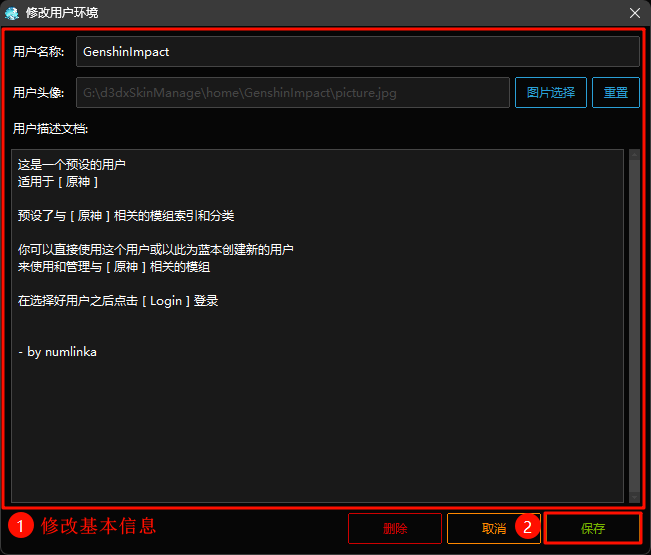 修改用户环境
用户名称: GenshinImpact
用户头像: G:\d3dxSkinManage\home\GenshinImpact\picture.jpg 图片选择 重置
用户描述文档:
这是一个预设的用户
适用于 [ 原神 ]
预设了与 [ 原神 ] 相关的模组索引和分类
你可以直接使用这个用户或以此为蓝本创建新的用户
来使用和管理与 [ 原神 ] 相关的模组
在选择好用户之后点击 [ Login ] 登录
- by numlinka
1 修改基本信息 删除 取消 2 保存